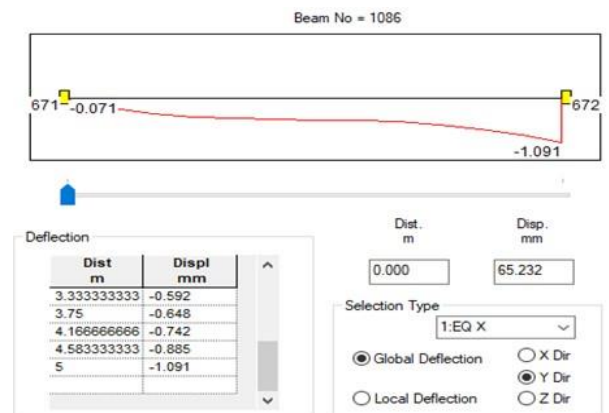 Beam No = 1086
671 -0.071 672
-1.091
Deflection
Dist Displ
m mm
3.333333333 -0.592
3.75 -0.648
4.166666666 -0.742
4.583333333 -0.885
5 -1.091
Dist. Disp.
m mm
0.000 65.232
Selection Type
1:EQ X
Global Deflection X Dir
Y Dir
Local Deflection Z Dir